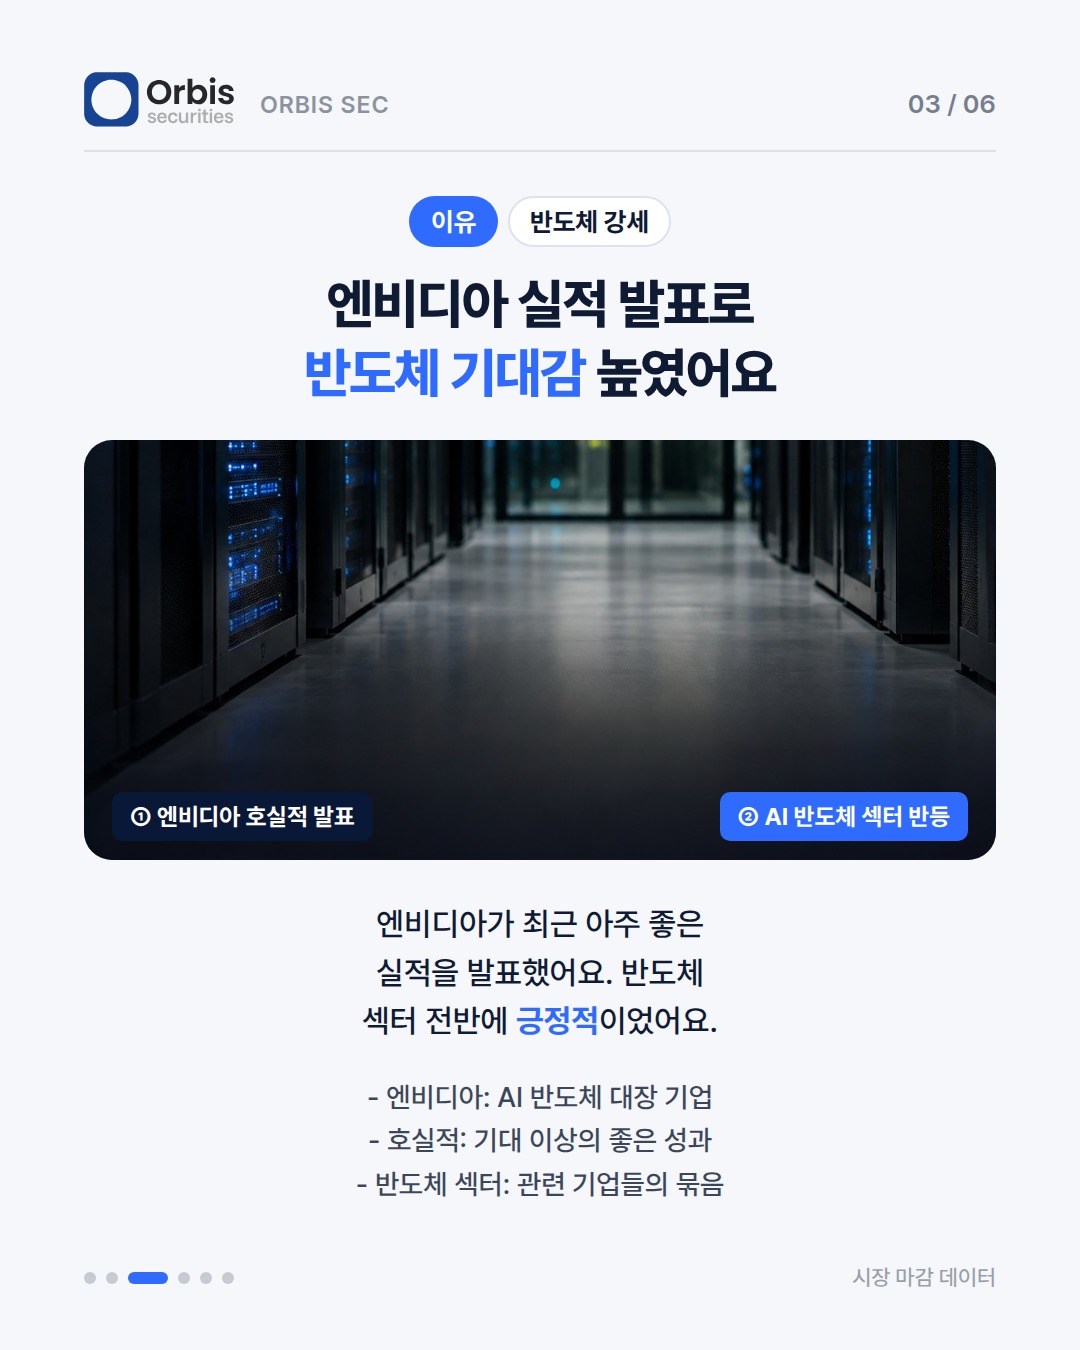 Orbis
securities
ORBIS SEC
03 / 06
이유
반도체 강세
엔비디아 실적 발표로
반도체 기대감 높였어요
① 엔비디아 호실적 발표
② AI 반도체 섹터 반등
엔비디아가 최근 아주 좋은
실적을 발표했어요. 반도체
섹터 전반에 긍정적이었어요.
- 엔비디아: AI 반도체 대장 기업
- 호실적: 기대 이상의 좋은 성과
- 반도체 섹터: 관련 기업들의 묶음
시장 마감 데이터